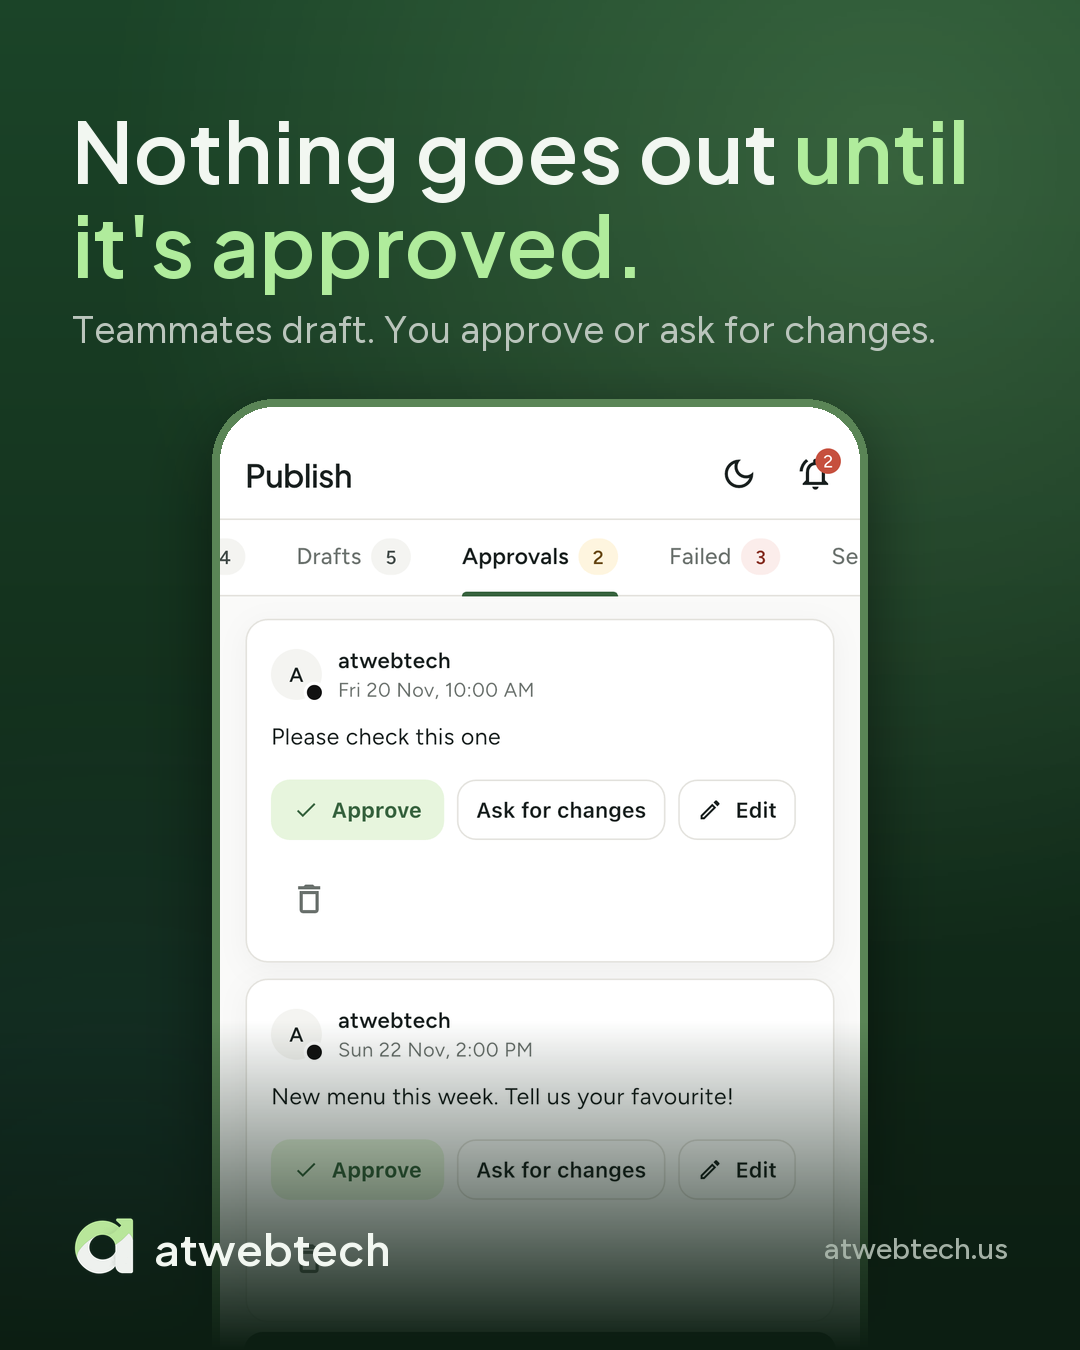 Nothing goes out until
it's approved.
Teammates draft. You approve or ask for changes.
Publish
2
4 Drafts 5 Approvals 2 Failed 3 Se
A
atwebtech
Fri 20 Nov, 10:00 AM
Please check this one
Approve Ask for changes Edit
A
atwebtech
Sun 22 Nov, 2:00 PM
New menu this week. Tell us your favourite!
Approve Ask for changes Edit
atwebtech
atwebtech.us